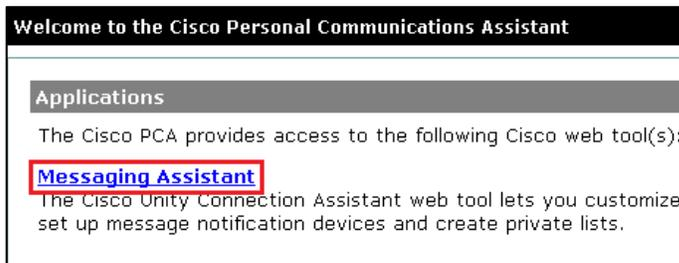 Welcome to the Cisco Personal Communications Assistant
Applications
The Cisco PCA provides access to the following Cisco web tool(s):
Messaging Assistant
The Cisco Unity Connection Assistant web tool lets you customize
set up message notification devices and create private lists.